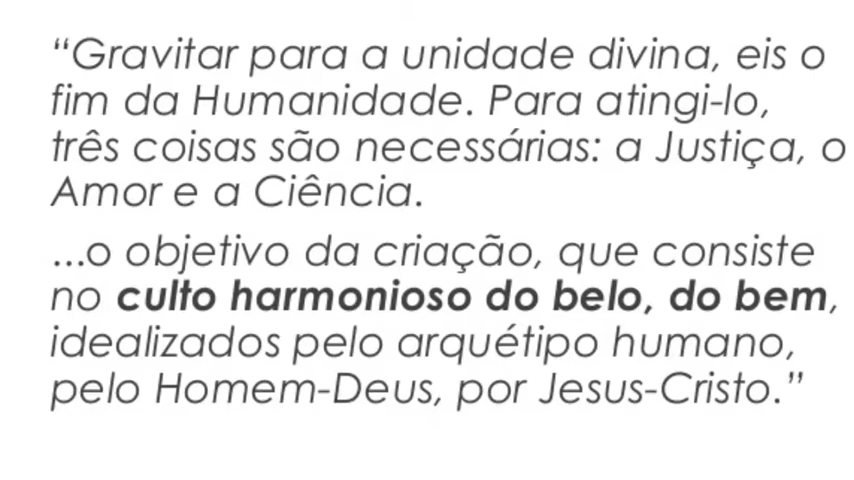 “Gravitar para a unidade divina, eis o
fim da Humanidade. Para atingi-lo,
três coisas são necessárias: a Justiça, o
Amor e a Ciência.
...o objetivo da criação, que consiste
no culto harmonioso do belo, do bem,
idealizados pelo arquétipo humano,
pelo Homem-Deus, por Jesus-Cristo.”